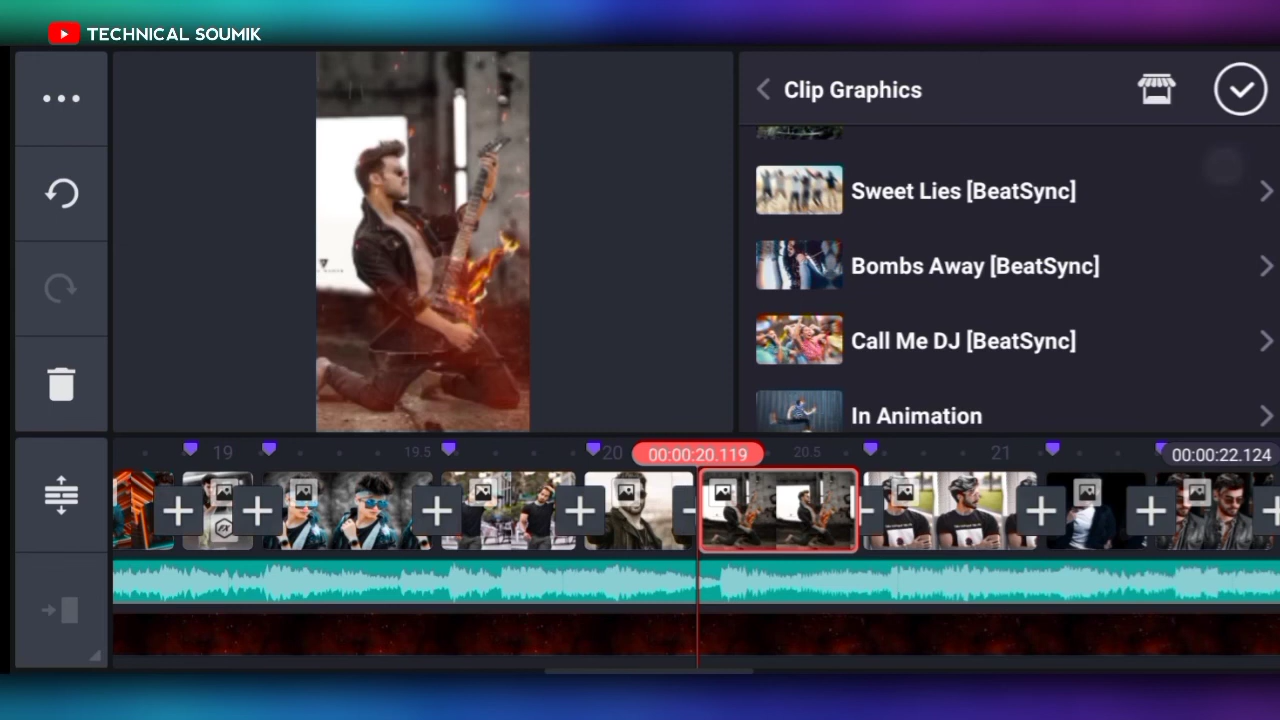 TECHNICAL SOUMIK
Clip Graphics
Sweet Lies [BeatSync]
Bombs Away [BeatSync]
Call Me DJ [BeatSync]
In Animation
19
19.5
20
00:00:20.119
20.5
21
00:00:22.124